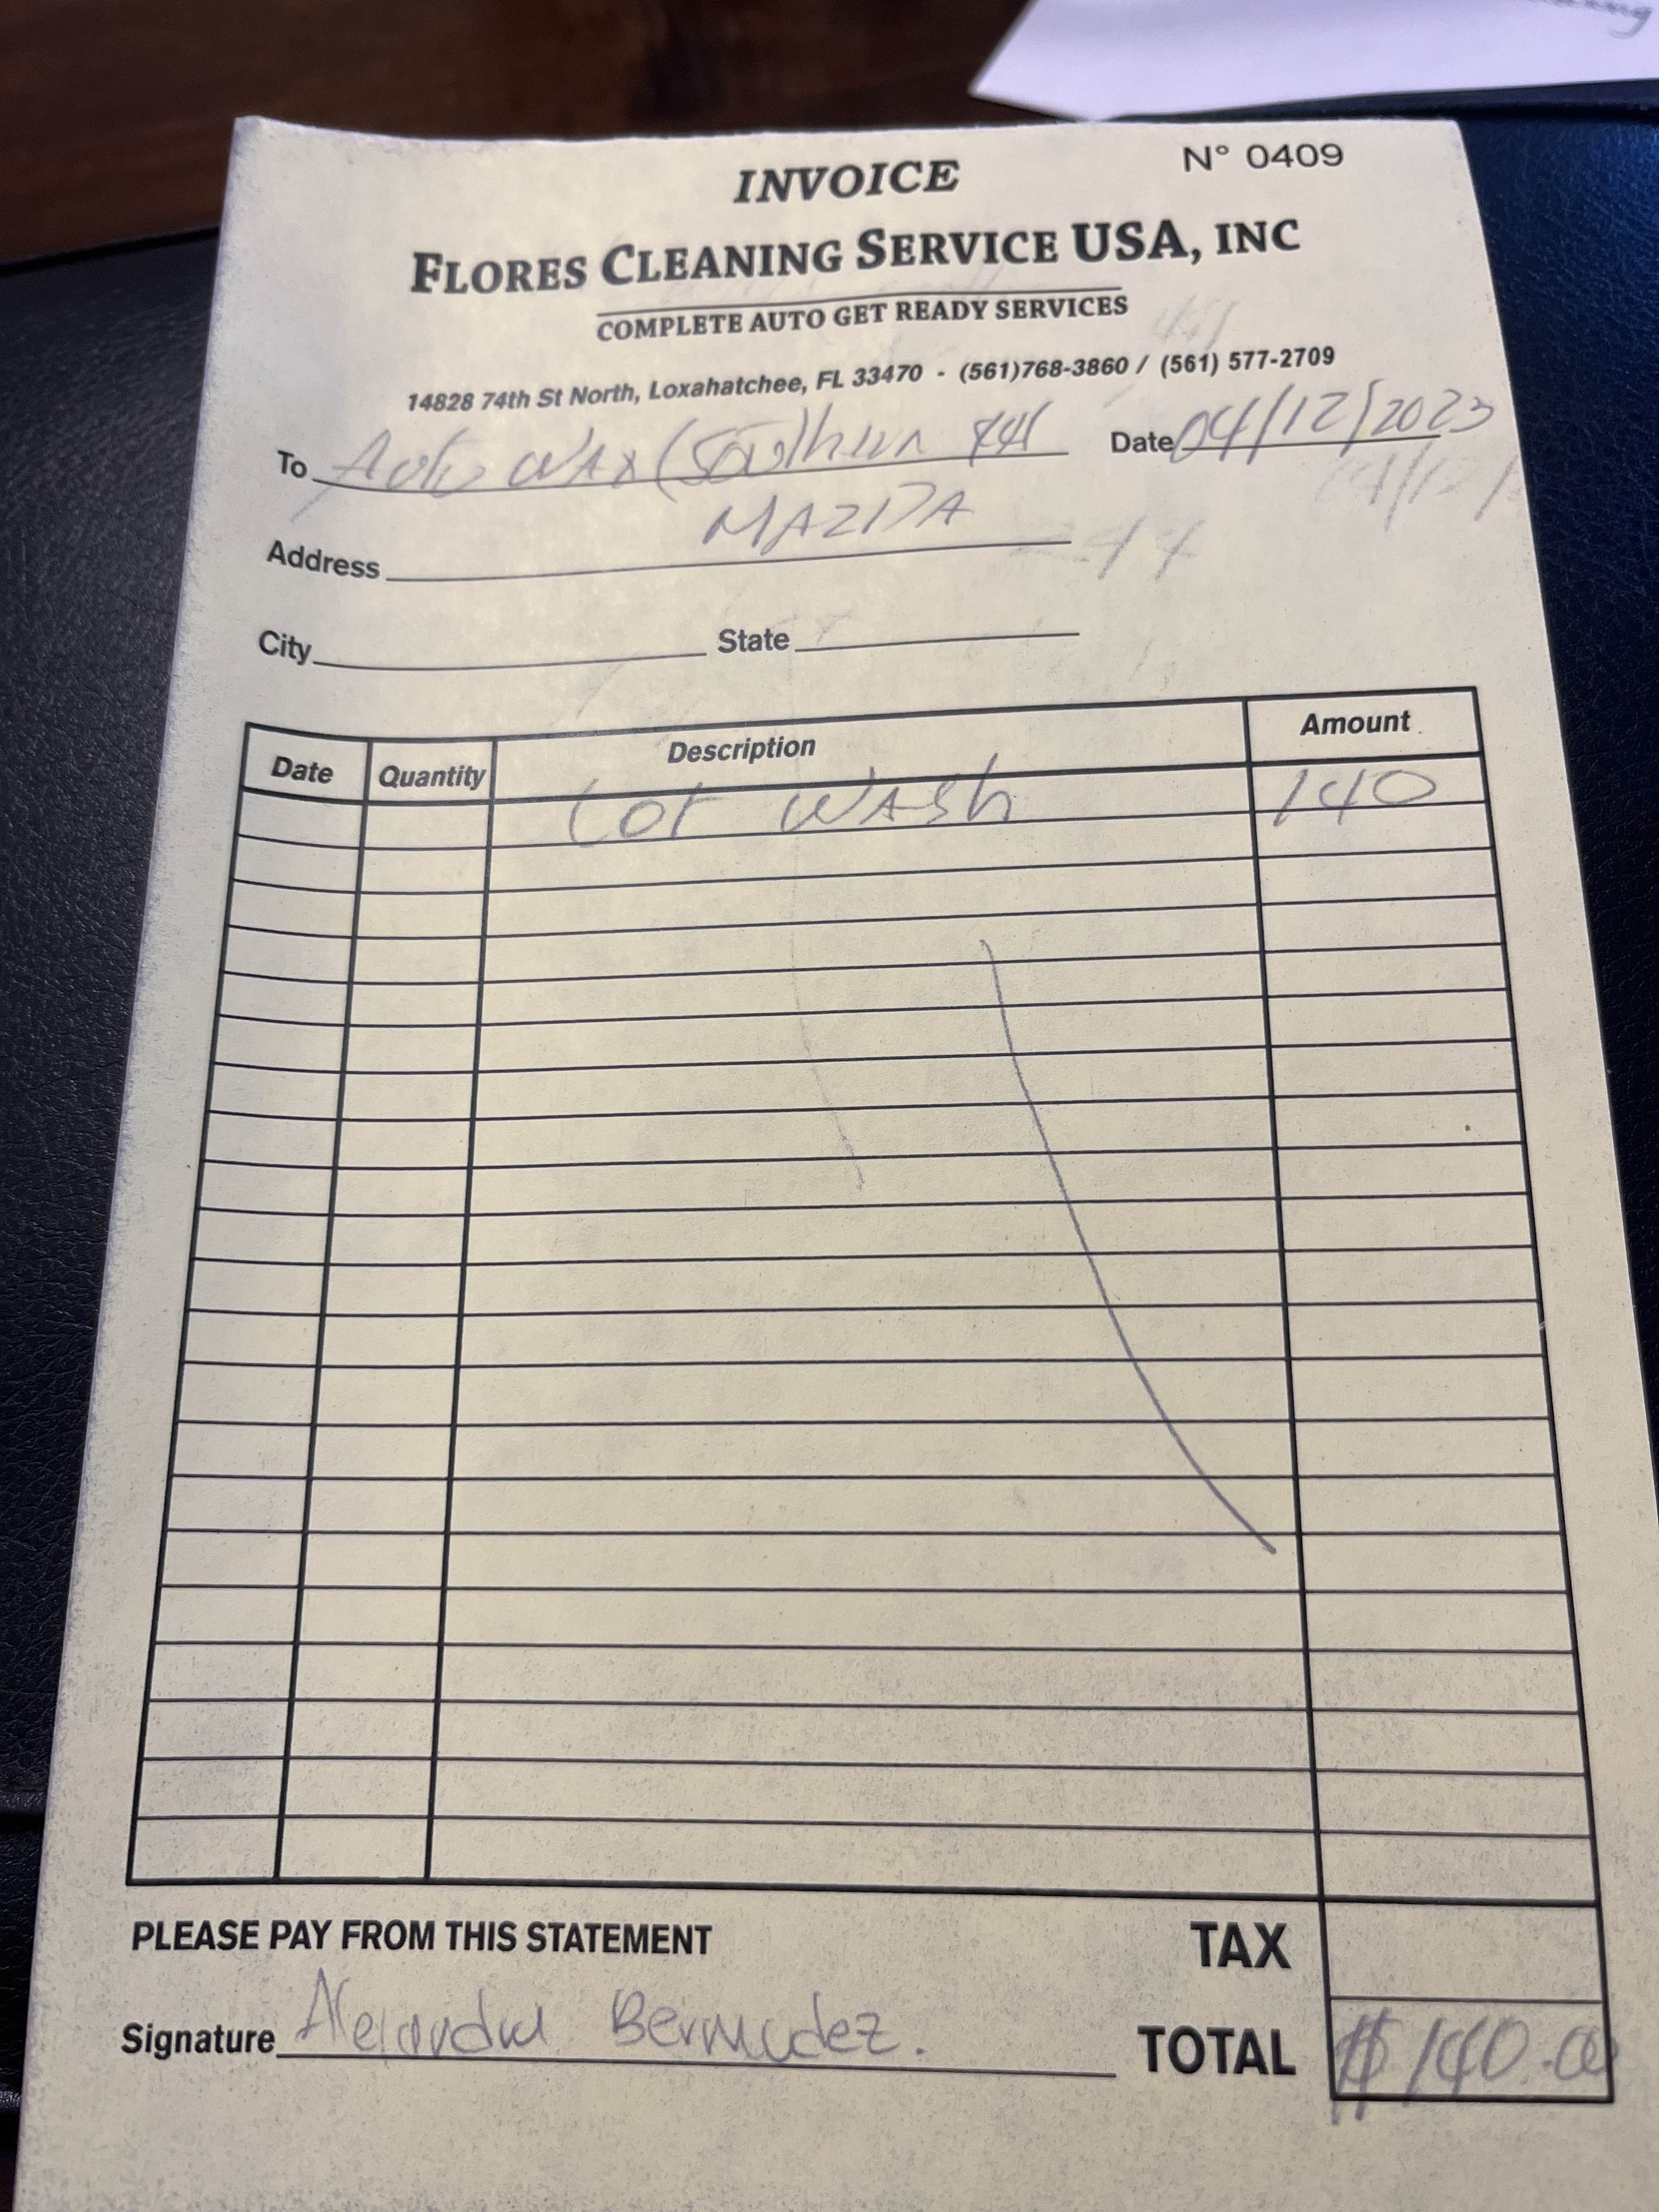 INVOICE
N° 0409
FLORES CLEANING SERVICE USA, INC
COMPLETE AUTO GET READY SERVICES
14828 74th St North, Loxahatchee, FL 33470 - (561)768-3860 / (561) 577-2709
To Auto WAX (Southern 441 Date 04/12/2023
MAZDA
Address
City State
Date Quantity Description Amount
Lot WASh 140
PLEASE PAY FROM THIS STATEMENT TAX
Signature Bermudez. TOTAL $140.00